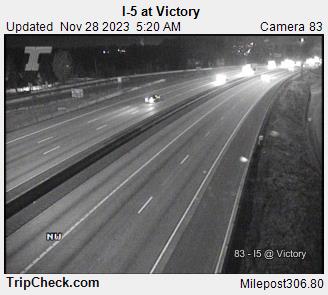 I-5 at Victory
Updated Nov 28 2023 5:20 AM Camera 83
T
NW
83 - I5 @ Victory
TripCheck.com Milepost306.80